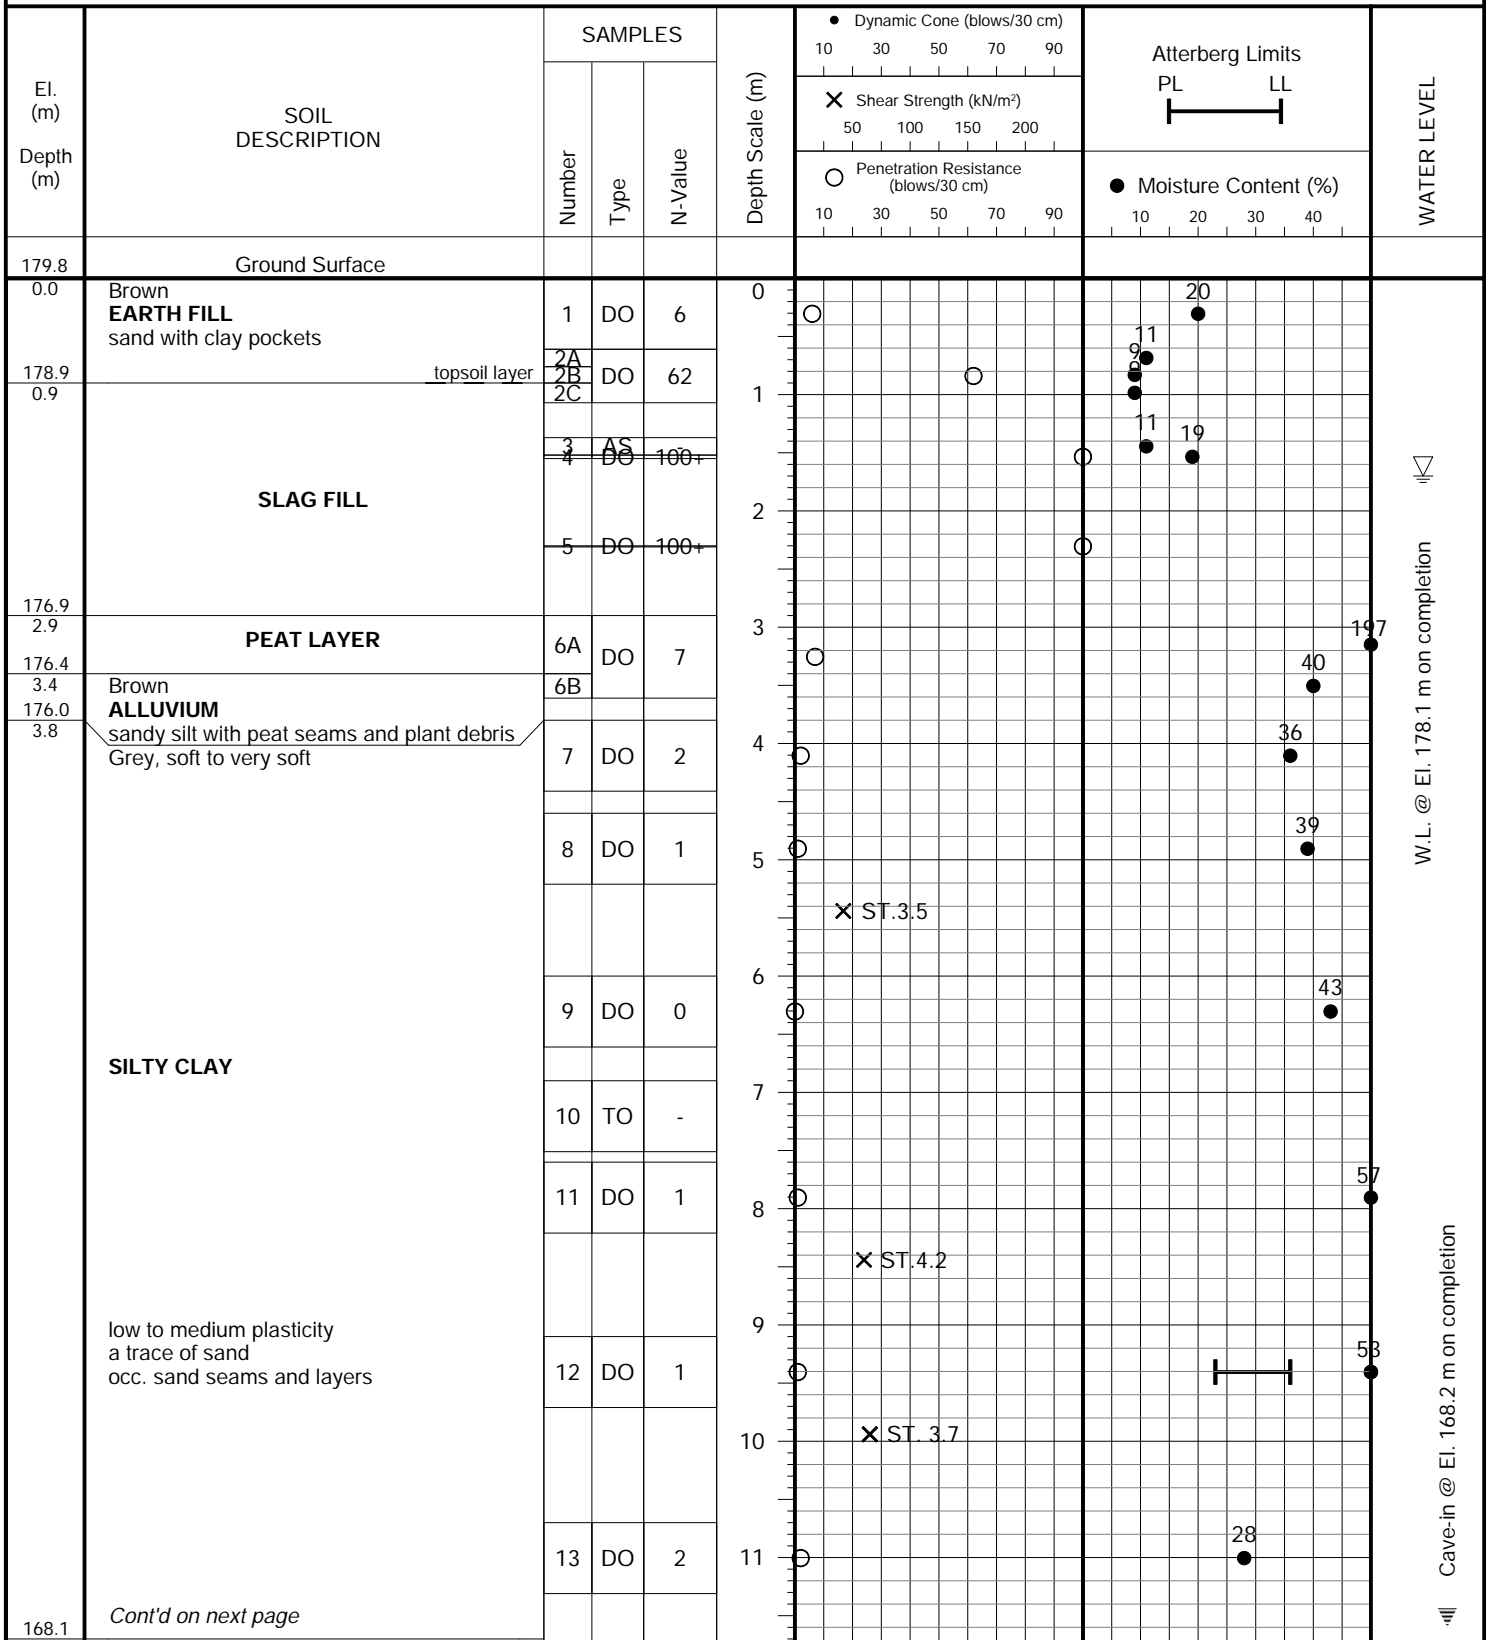 El.
(m)
Depth
(m)
SOIL
DESCRIPTION
SAMPLES
Number
Type
N-Value
Depth Scale (m)
Dynamic Cone (blows/30 cm)
10 30 50 70 90
Shear Strength (kN/m²)
50 100 150 200
Penetration Resistance
(blows/30 cm)
10 30 50 70 90
Atterberg Limits
PL LL
Moisture Content (%)
10 20 30 40
WATER LEVEL
179.8 Ground Surface
0.0 Brown
EARTH FILL
sand with clay pockets
1 DO 6
0
20
11
2A
178.9 topsoil layer 2B DO 62
9
9
0.9
2C
1
11
19
3 AS -
4 DO 100+
SLAG FILL
2
5 DO 100+
176.9
2.9
PEAT LAYER
3
197
6A
DO 7
176.4
40
3.4 Brown
6B
176.0 ALLUVIUM
3.8 sandy silt with peat seams and plant debris
36
Grey, soft to very soft
7 DO 2
4
39
8 DO 1
5
ST.3.5
6
43
9 DO 0
SILTY CLAY
7
10 TO -
57
11 DO 1
8
ST.4.2
9
low to medium plasticity
a trace of sand
occ. sand seams and layers
53
12 DO 1
10
ST. 3.7
28
13 DO 2
11
Cont'd on next page
168.1
W.L. @ El. 178.1 m on completion
Cave-in @ El. 168.2 m on completion